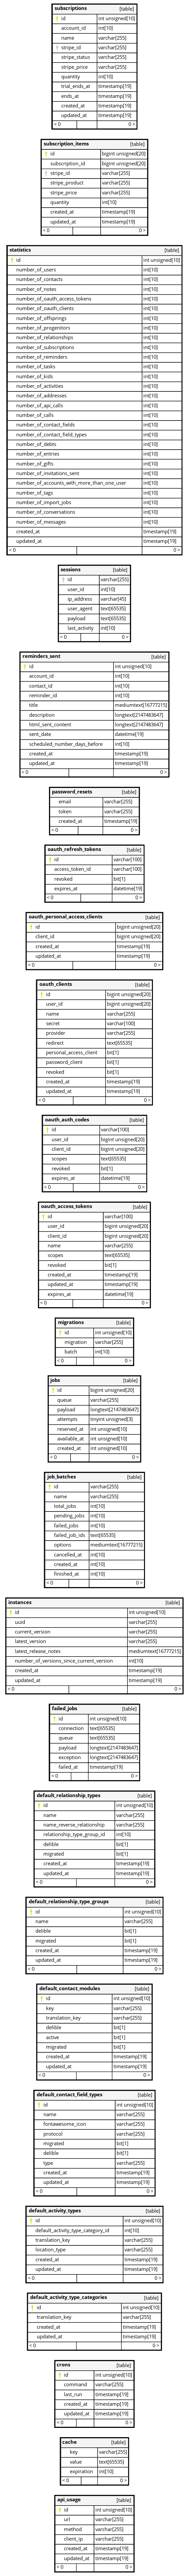 subscriptions [table]
id int unsigned[10]
account_id int[10]
name varchar[255]
stripe_id varchar[255]
stripe_status varchar[255]
stripe_price varchar[255]
quantity int[10]
trial_ends_at timestamp[19]
ends_at timestamp[19]
created_at timestamp[19]
updated_at timestamp[19]
< 0 0 >
subscription_items [table]
id bigint unsigned[20]
subscription_id bigint unsigned[20]
stripe_id varchar[255]
stripe_product varchar[255]
stripe_price varchar[255]
quantity int[10]
created_at timestamp[19]
updated_at timestamp[19]
< 0 0 >
statistics [table]
id int unsigned[10]
number_of_users int[10]
number_of_contacts int[10]
number_of_notes int[10]
number_of_oauth_access_tokens int[10]
number_of_oauth_clients int[10]
number_of_offsprings int[10]
number_of_progenitors int[10]
number_of_relationships int[10]
number_of_subscriptions int[10]
number_of_reminders int[10]
number_of_tasks int[10]
number_of_kids int[10]
number_of_activities int[10]
number_of_addresses int[10]
number_of_api_calls int[10]
number_of_calls int[10]
number_of_contact_fields int[10]
number_of_contact_field_types int[10]
number_of_debts int[10]
number_of_entries int[10]
number_of_gifts int[10]
number_of_invitations_sent int[10]
number_of_accounts_with_more_than_one_user int[10]
number_of_tags int[10]
number_of_import_jobs int[10]
number_of_conversations int[10]
number_of_messages int[10]
created_at timestamp[19]
updated_at timestamp[19]
< 0 0 >
sessions [table]
id varchar[255]
user_id int[10]
ip_address varchar[45]
user_agent text[65535]
payload text[65535]
last_activity int[10]
< 0 0 >
reminders_sent [table]
id int unsigned[10]
account_id int[10]
contact_id int[10]
reminder_id int[10]
title mediumtext[16777215]
description longtext[2147483647]
html_sent_content longtext[2147483647]
sent_date datetime[19]
scheduled_number_days_before int[10]
created_at timestamp[19]
updated_at timestamp[19]
< 0 0 >
password_resets [table]
email varchar[255]
token varchar[255]
created_at timestamp[19]
< 0 0 >
oauth_refresh_tokens [table]
id varchar[100]
access_token_id varchar[100]
revoked bit[1]
expires_at datetime[19]
< 0 0 >
oauth_personal_access_clients [table]
id bigint unsigned[20]
client_id bigint unsigned[20]
created_at timestamp[19]
updated_at timestamp[19]
< 0 0 >
oauth_clients [table]
id bigint unsigned[20]
user_id bigint unsigned[20]
name varchar[255]
secret varchar[100]
provider varchar[255]
redirect text[65535]
personal_access_client bit[1]
password_client bit[1]
revoked bit[1]
created_at timestamp[19]
updated_at timestamp[19]
< 0 0 >
oauth_auth_codes [table]
id varchar[100]
user_id bigint unsigned[20]
client_id bigint unsigned[20]
scopes text[65535]
revoked bit[1]
expires_at datetime[19]
< 0 0 >
oauth_access_tokens [table]
id varchar[100]
user_id bigint unsigned[20]
client_id bigint unsigned[20]
name varchar[255]
scopes text[65535]
revoked bit[1]
created_at timestamp[19]
updated_at timestamp[19]
expires_at datetime[19]
< 0 0 >
migrations [table]
id int unsigned[10]
migration varchar[255]
batch int[10]
< 0 0 >
jobs [table]
id bigint unsigned[20]
queue varchar[255]
payload longtext[2147483647]
attempts tinyint unsigned[3]
reserved_at int unsigned[10]
available_at int unsigned[10]
created_at int unsigned[10]
< 0 0 >
job_batches [table]
id varchar[255]
name varchar[255]
total_jobs int[10]
pending_jobs int[10]
failed_jobs int[10]
failed_job_ids text[65535]
options mediumtext[16777215]
cancelled_at int[10]
created_at int[10]
finished_at int[10]
< 0 0 >
instances [table]
id int unsigned[10]
uuid varchar[255]
current_version varchar[255]
latest_version varchar[255]
latest_release_notes mediumtext[16777215]
number_of_versions_since_current_version int[10]
created_at timestamp[19]
updated_at timestamp[19]
< 0 0 >
failed_jobs [table]
id int unsigned[10]
connection text[65535]
queue text[65535]
payload longtext[2147483647]
exception longtext[2147483647]
failed_at timestamp[19]
< 0 0 >
default_relationship_types [table]
id int unsigned[10]
name varchar[255]
name_reverse_relationship varchar[255]
relationship_type_group_id int[10]
delible bit[1]
migrated bit[1]
created_at timestamp[19]
updated_at timestamp[19]
< 0 0 >
default_relationship_type_groups [table]
id int unsigned[10]
name varchar[255]
delible bit[1]
migrated bit[1]
created_at timestamp[19]
updated_at timestamp[19]
< 0 0 >
default_contact_modules [table]
id int unsigned[10]
key varchar[255]
translation_key varchar[255]
delible bit[1]
active bit[1]
migrated bit[1]
created_at timestamp[19]
updated_at timestamp[19]
< 0 0 >
default_contact_field_types [table]
id int unsigned[10]
name varchar[255]
fontawesome_icon varchar[255]
protocol varchar[255]
migrated bit[1]
delible bit[1]
type varchar[255]
created_at timestamp[19]
updated_at timestamp[19]
< 0 0 >
default_activity_types [table]
id int unsigned[10]
default_activity_type_category_id int[10]
translation_key varchar[255]
location_type varchar[255]
created_at timestamp[19]
updated_at timestamp[19]
< 0 0 >
default_activity_type_categories [table]
id int unsigned[10]
translation_key varchar[255]
created_at timestamp[19]
updated_at timestamp[19]
< 0 0 >
crons [table]
id int unsigned[10]
command varchar[255]
last_run timestamp[19]
created_at timestamp[19]
updated_at timestamp[19]
< 0 0 >
cache [table]
key varchar[255]
value text[65535]
expiration int[10]
< 0 0 >
api_usage [table]
id int unsigned[10]
url varchar[255]
method varchar[255]
client_ip varchar[255]
created_at timestamp[19]
updated_at timestamp[19]
< 0 0 >